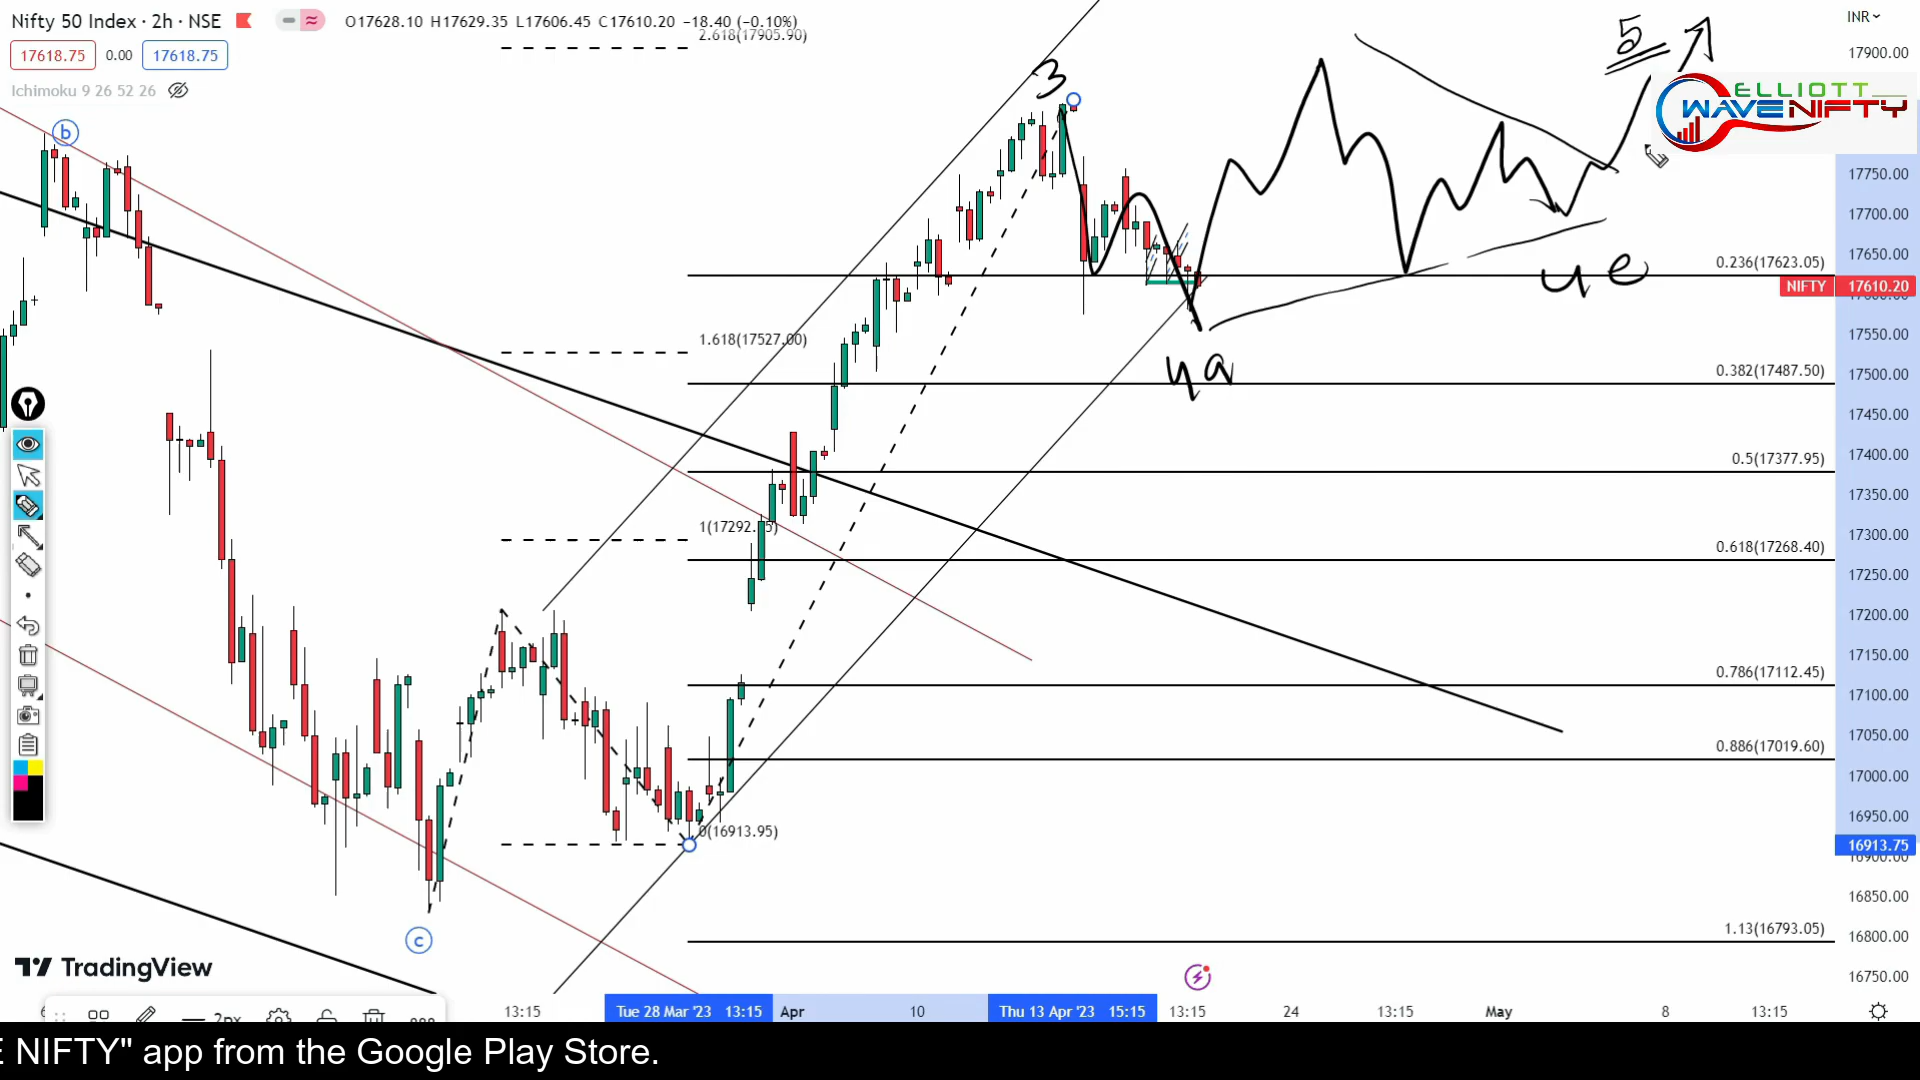 Nifty 50 Index · 2h · NSE
O17628.10 H17629.35 L17606.45 C17610.20 −18.40 (−0.10%)
17618.75 0.00 17618.75
Ichimoku 9 26 52 26
INR
2.618(17905.90)
1.618(17527.00)
0(16913.95)
b
c
3
5
4a
4e
ELLIOTT
WAVE NIFTY
0.236(17623.05)
0.382(17487.50)
0.5(17377.95)
0.618(17268.40)
0.786(17112.45)
0.886(17019.60)
1.13(16793.05)
17900.00
17750.00
17700.00
17650.00
NIFTY 17610.20
17550.00
17500.00
17450.00
17400.00
17350.00
17300.00
17250.00
17200.00
17150.00
17100.00
17050.00
17000.00
16950.00
16913.75
16900.00
16850.00
16800.00
16750.00
TradingView
2px
13:15 Tue 28 Mar '23 13:15 Apr 10 Thu 13 Apr '23 15:15 13:15 24 13:15 May 8 13:15
NIFTY" app from the Google Play Store.